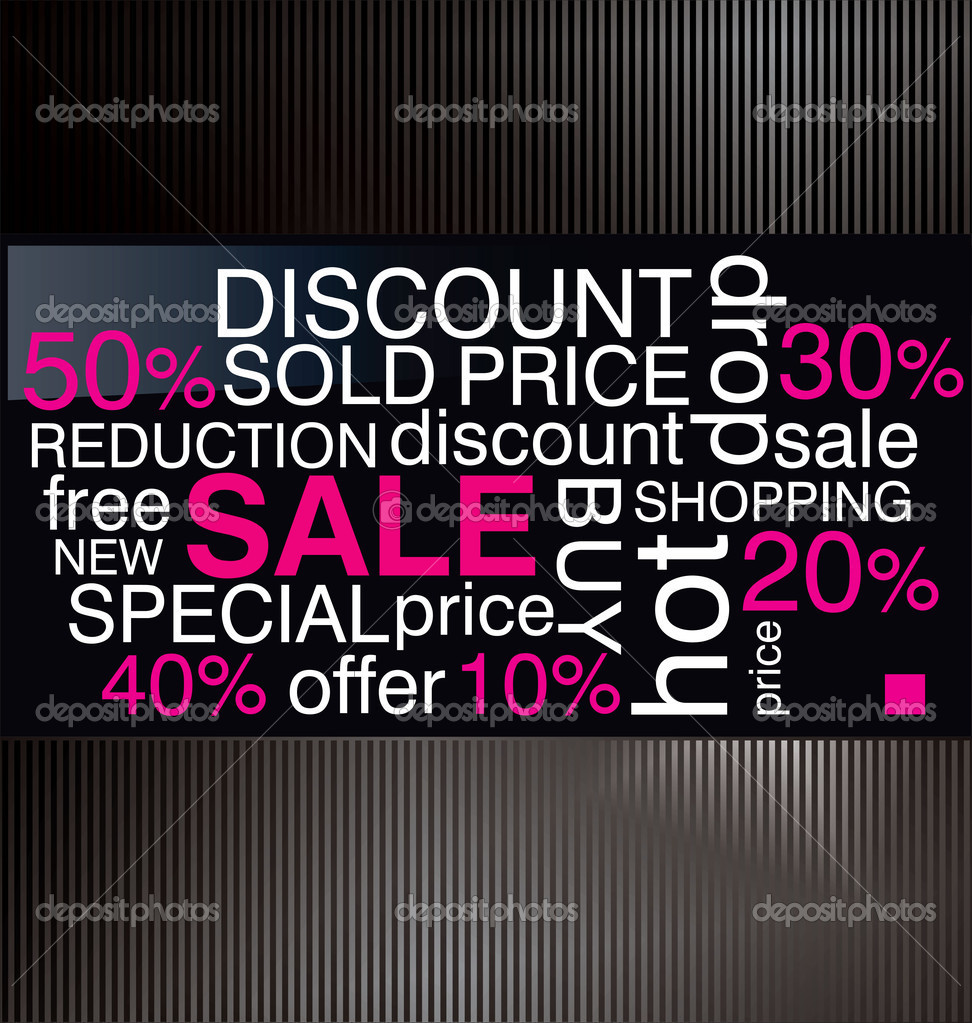 depositphotos depositphotos depositphotos
DISCOUNT
drop
depositphotos depositphotos depositphotos
50% SOLD PRICE 30%
REDUCTION discount sale
free SALE BUY SHOPPING
depositphotos depositphotos depositphotos
NEW hot 20%
SPECIAL price
price
40% offer 10%
depositphotos depositphotos depositphotos
depositphotos depositphotos depositphotos